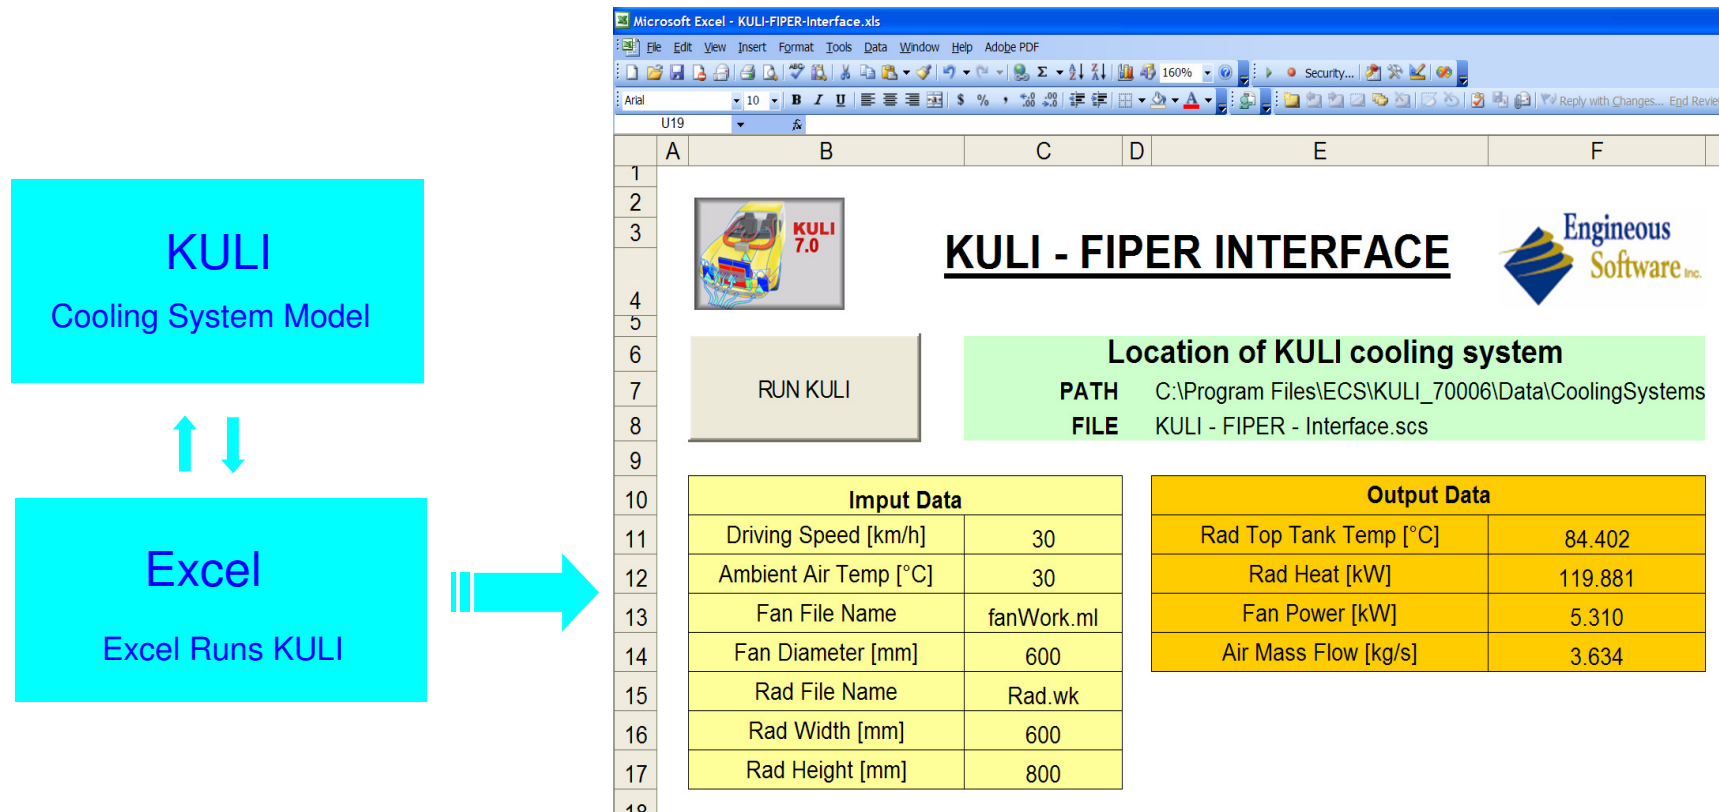 KULI
Cooling System Model
Excel
Excel Runs KULI
Microsoft Excel - KULI-FIPER-Interface.xls
File Edit View Insert Format Tools Data Window Help Adobe PDF
160% Security...
Arial 10 B I U $ % , Reply with Changes... End Revie
U19 fx
A B C D E F
1
2
3
4
5
6
7
8
9
10
11
12
13
14
15
16
17
18
KULI
7.0
KULI - FIPER INTERFACE
Engineous
Software Inc.
RUN KULI
Location of KULI cooling system
PATH C:\Program Files\ECS\KULI_70006\Data\CoolingSystems
FILE KULI - FIPER - Interface.scs
Imput Data
Driving Speed [km/h] 30
Ambient Air Temp [°C] 30
Fan File Name fanWork.ml
Fan Diameter [mm] 600
Rad File Name Rad.wk
Rad Width [mm] 600
Rad Height [mm] 800
Output Data
Rad Top Tank Temp [°C] 84.402
Rad Heat [kW] 119.881
Fan Power [kW] 5.310
Air Mass Flow [kg/s] 3.634